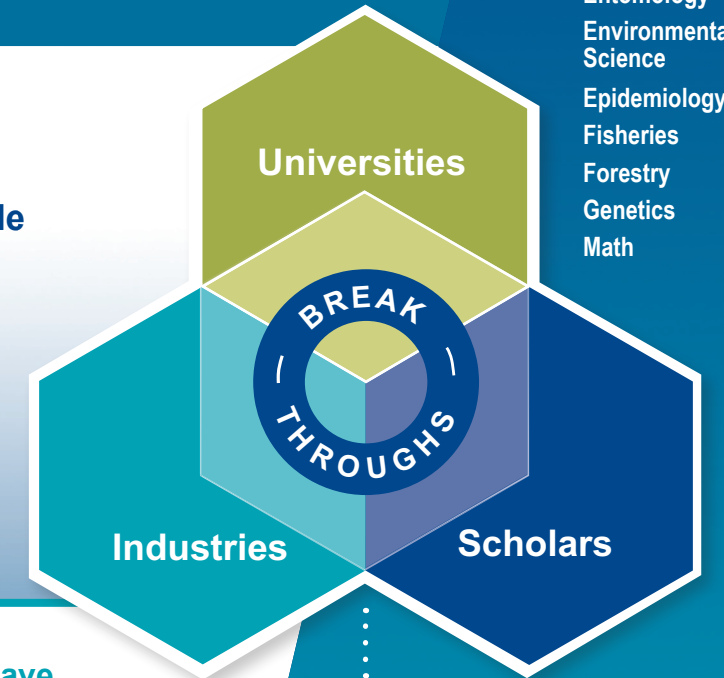 Environmental
Science
Epidemiology
Fisheries
Forestry
Genetics
Math
Universities
BREAK
THROUGHS
Industries
Scholars